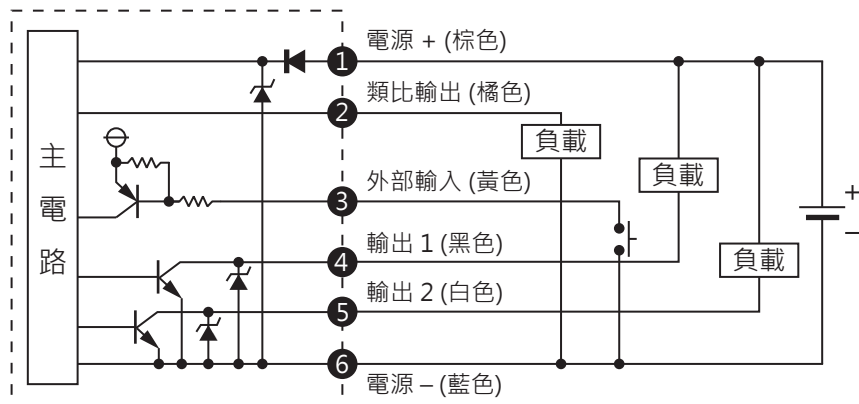 主電路
1 電源 + (棕色)
2 類比輸出 (橘色)
負載
3 外部輸入 (黃色)
負載
4 輸出 1 (黑色)
5 輸出 2 (白色)
負載
6 電源 – (藍色)
+
–